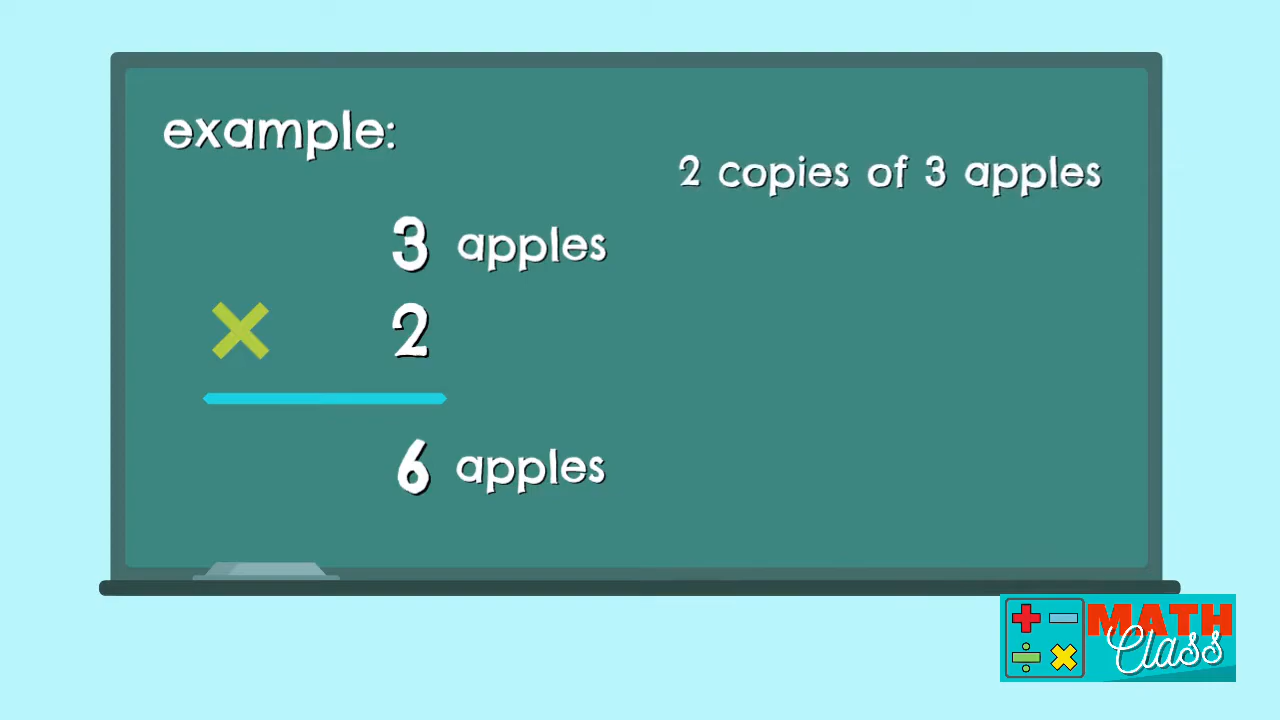 example:
2 copies of 3 apples
3 apples
× 2
6 apples
MATH
Class